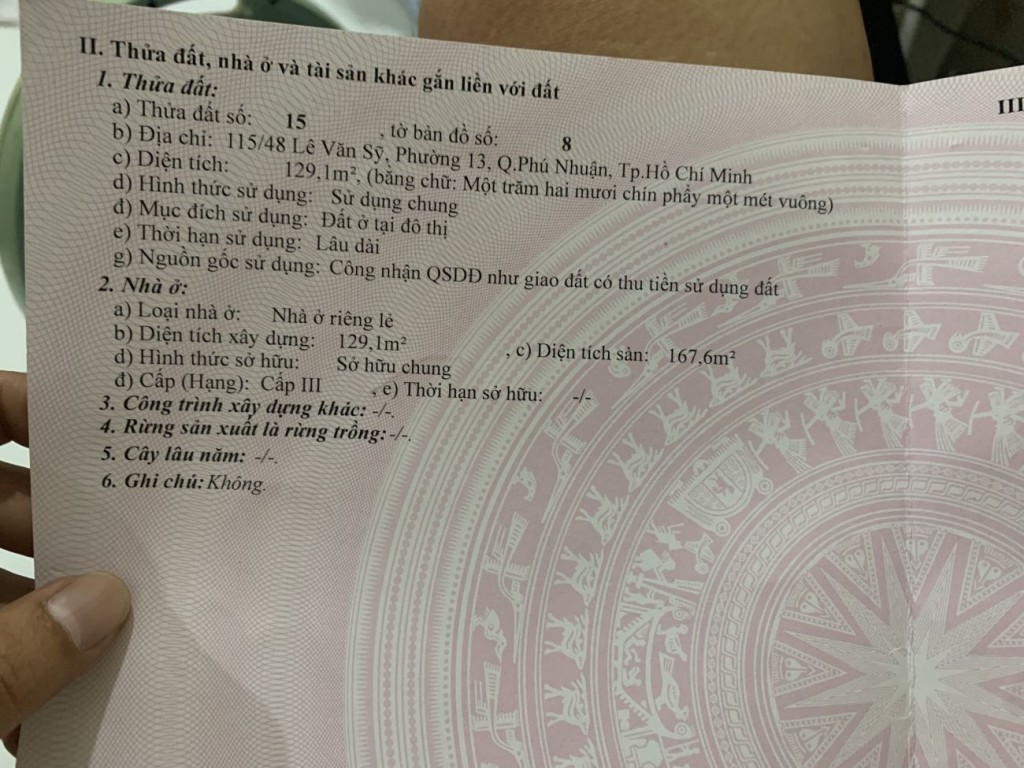 II. Thửa đất, nhà ở và tài sản khác gắn liền với đất
1. Thửa đất:
a) Thửa đất số: 15 , tờ bản đồ số: 8
b) Địa chỉ: 115/48 Lê Văn Sỹ, Phường 13, Q.Phú Nhuận, Tp.Hồ Chí Minh
c) Diện tích: 129,1m², (bằng chữ: Một trăm hai mươi chín phẩy một mét vuông)
d) Hình thức sử dụng: Sử dụng chung
đ) Mục đích sử dụng: Đất ở tại đô thị
e) Thời hạn sử dụng: Lâu dài
g) Nguồn gốc sử dụng: Công nhận QSDĐ như giao đất có thu tiền sử dụng đất
2. Nhà ở:
a) Loại nhà ở: Nhà ở riêng lẻ
b) Diện tích xây dựng: 129,1m² , c) Diện tích sàn: 167,6m²
d) Hình thức sở hữu: Sở hữu chung
đ) Cấp (Hạng): Cấp III , e) Thời hạn sở hữu: -/-
3. Công trình xây dựng khác: -/-.
4. Rừng sản xuất là rừng trồng: -/-.
5. Cây lâu năm: -/-.
6. Ghi chú: Không.
III